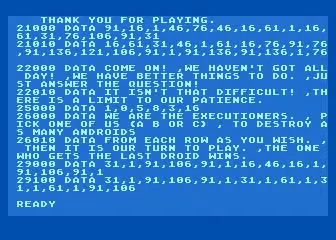 THANK YOU FOR PLAYING.
21000 DATA 91,16,1,46,76,46,16,61,1,16
61,31,76,106,91,31
21010 DATA 16,61,31,46,1,61,16,76,91,76
,91,136,121,106,91,1,91,136,91,136,1,76
22000 DATA COME ON! ,WE HAVEN'T GOT ALL
 DAY! ,WE HAVE BETTER THINGS TO DO. ,JU
ST ANSWER THE QUESTION!
22010 DATA IT ISN'T THAT DIFFICULT! ,TH
ERE IS A LIMIT TO OUR PATIENCE.
25000 DATA 1,0,5,0,3,16
26000 DATA WE ARE THE EXECUTIONERS. , P
ICK ONE OF US (A B OR C) , TO DESTROY A
S MANY ANDROIDS
26010 DATA FROM EACH ROW AS YOU WISH. ,
 THEN IT IS OUR TURN TO PLAY. ,THE ONE
WHO GETS THE LAST DROID WINS.
29000 DATA 31,1,91,106,91,1,16,46,16,1,
91,106,91,1
29100 DATA 31,1,91,106,91,1,31,1,61,1,3
1,1,61,1,91,106
READY